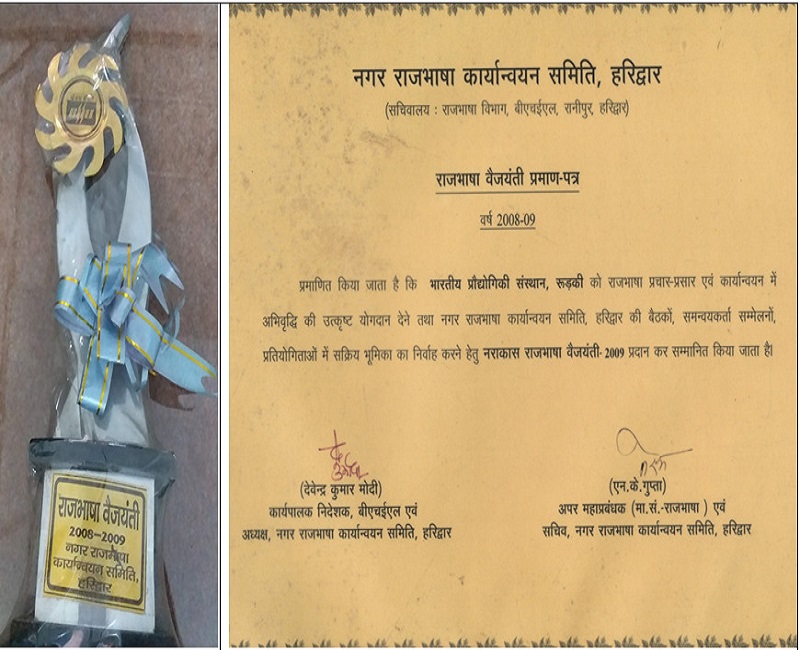 राजभाषा वैजयंती
2008-2009
नगर राजभाषा
कार्यान्वयन समिति,
हरिद्वार
नगर राजभाषा कार्यान्वयन समिति, हरिद्वार
(सचिवालय : राजभाषा विभाग, बीएचईएल, रानीपुर, हरिद्वार)
राजभाषा वैजयंती प्रमाण-पत्र
वर्ष 2008-09
प्रमाणित किया जाता है कि भारतीय प्रौद्योगिकी संस्थान, रूड़की को राजभाषा प्रचार-प्रसार एवं कार्यान्वयन में
अभिवृद्धि की उत्कृष्ट योगदान देने तथा नगर राजभाषा कार्यान्वयन समिति, हरिद्वार की बैठकों, समन्वयकर्ता सम्मेलनों,
प्रतियोगिताओं में सक्रिय भूमिका का निर्वाह करने हेतु नराकास राजभाषा वैजयंती- 2009 प्रदान कर सम्मानित किया जाता है।
(देवेन्द्र कुमार मोदी)
कार्यपालक निदेशक, बीएचईएल एवं
अध्यक्ष, नगर राजभाषा कार्यान्वयन समिति, हरिद्वार
(एन.के.गुप्ता)
अपर महाप्रबंधक (मा.सं.-राजभाषा ) एवं
सचिव, नगर राजभाषा कार्यान्वयन समिति, हरिद्वार